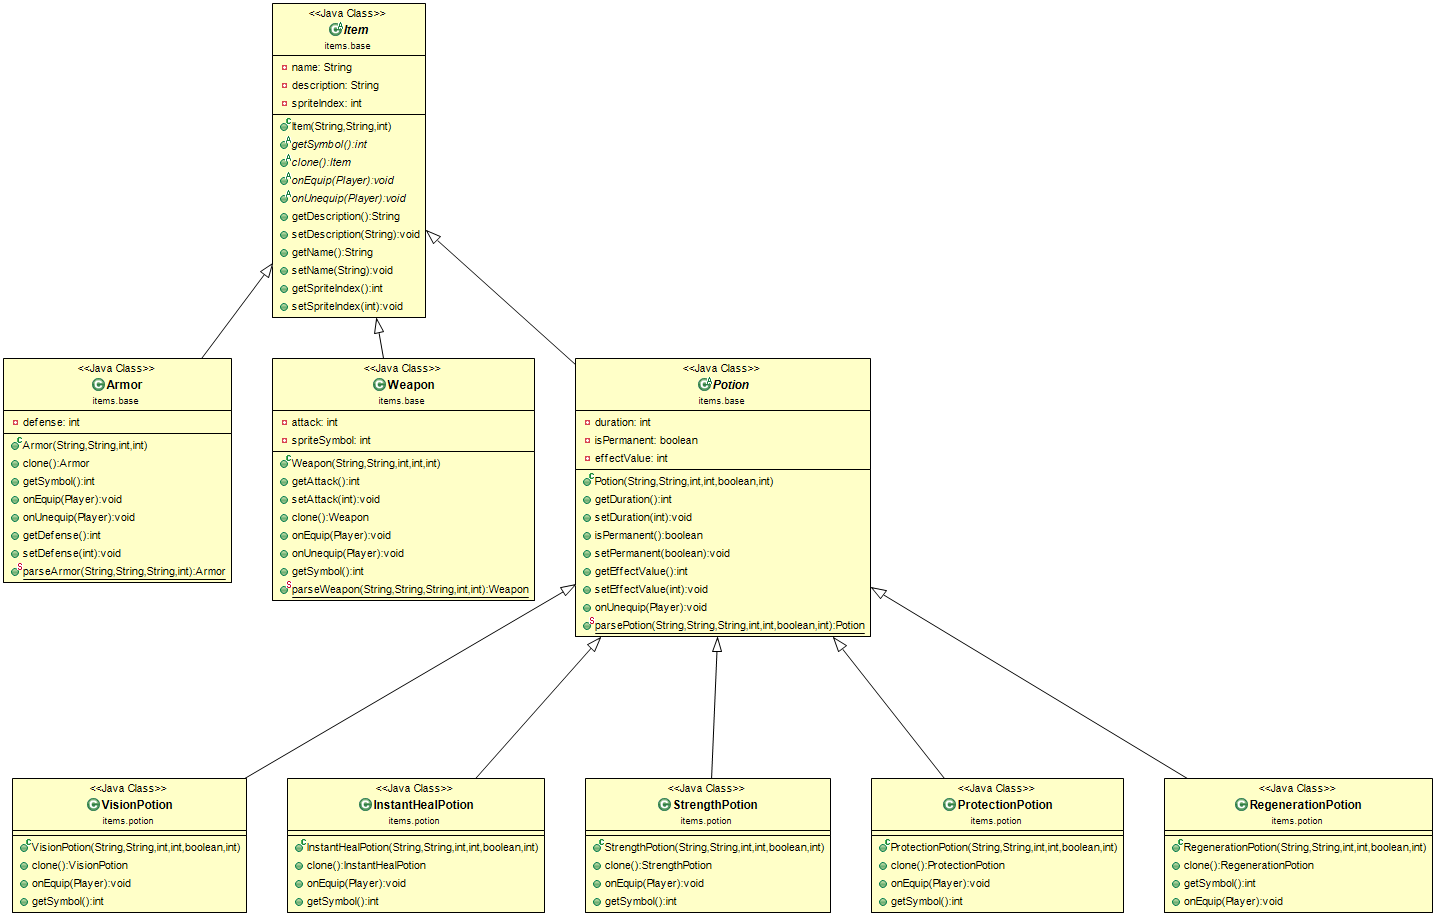 <<Java Class>>
Item
items.base
name: String
description: String
spriteIndex: int
Item(String,String,int)
getSymbol():int
clone():Item
onEquip(Player):void
onUnequip(Player):void
getDescription():String
setDescription(String):void
getName():String
setName(String):void
getSpriteIndex():int
setSpriteIndex(int):void
<<Java Class>>
Armor
items.base
defense: int
Armor(String,String,int,int)
clone():Armor
getSymbol():int
onEquip(Player):void
onUnequip(Player):void
getDefense():int
setDefense(int):void
parseArmor(String,String,String,int):Armor
<<Java Class>>
Weapon
items.base
attack: int
spriteSymbol: int
Weapon(String,String,int,int,int)
getAttack():int
setAttack(int):void
clone():Weapon
onEquip(Player):void
onUnequip(Player):void
getSymbol():int
parseWeapon(String,String,String,int,int):Weapon
<<Java Class>>
Potion
items.base
duration: int
isPermanent: boolean
effectValue: int
Potion(String,String,int,int,boolean,int)
getDuration():int
setDuration(int):void
isPermanent():boolean
setPermanent(boolean):void
getEffectValue():int
setEffectValue(int):void
onUnequip(Player):void
parsePotion(String,String,String,int,int,boolean,int):Potion
<<Java Class>>
VisionPotion
items.potion
VisionPotion(String,String,int,int,boolean,int)
clone():VisionPotion
onEquip(Player):void
getSymbol():int
<<Java Class>>
InstantHealPotion
items.potion
InstantHealPotion(String,String,int,int,boolean,int)
clone():InstantHealPotion
onEquip(Player):void
getSymbol():int
<<Java Class>>
StrengthPotion
items.potion
StrengthPotion(String,String,int,int,boolean,int)
clone():StrengthPotion
onEquip(Player):void
getSymbol():int
<<Java Class>>
ProtectionPotion
items.potion
ProtectionPotion(String,String,int,int,boolean,int)
clone():ProtectionPotion
onEquip(Player):void
getSymbol():int
<<Java Class>>
RegenerationPotion
items.potion
RegenerationPotion(String,String,int,int,boolean,int)
clone():RegenerationPotion
getSymbol():int
onEquip(Player):void